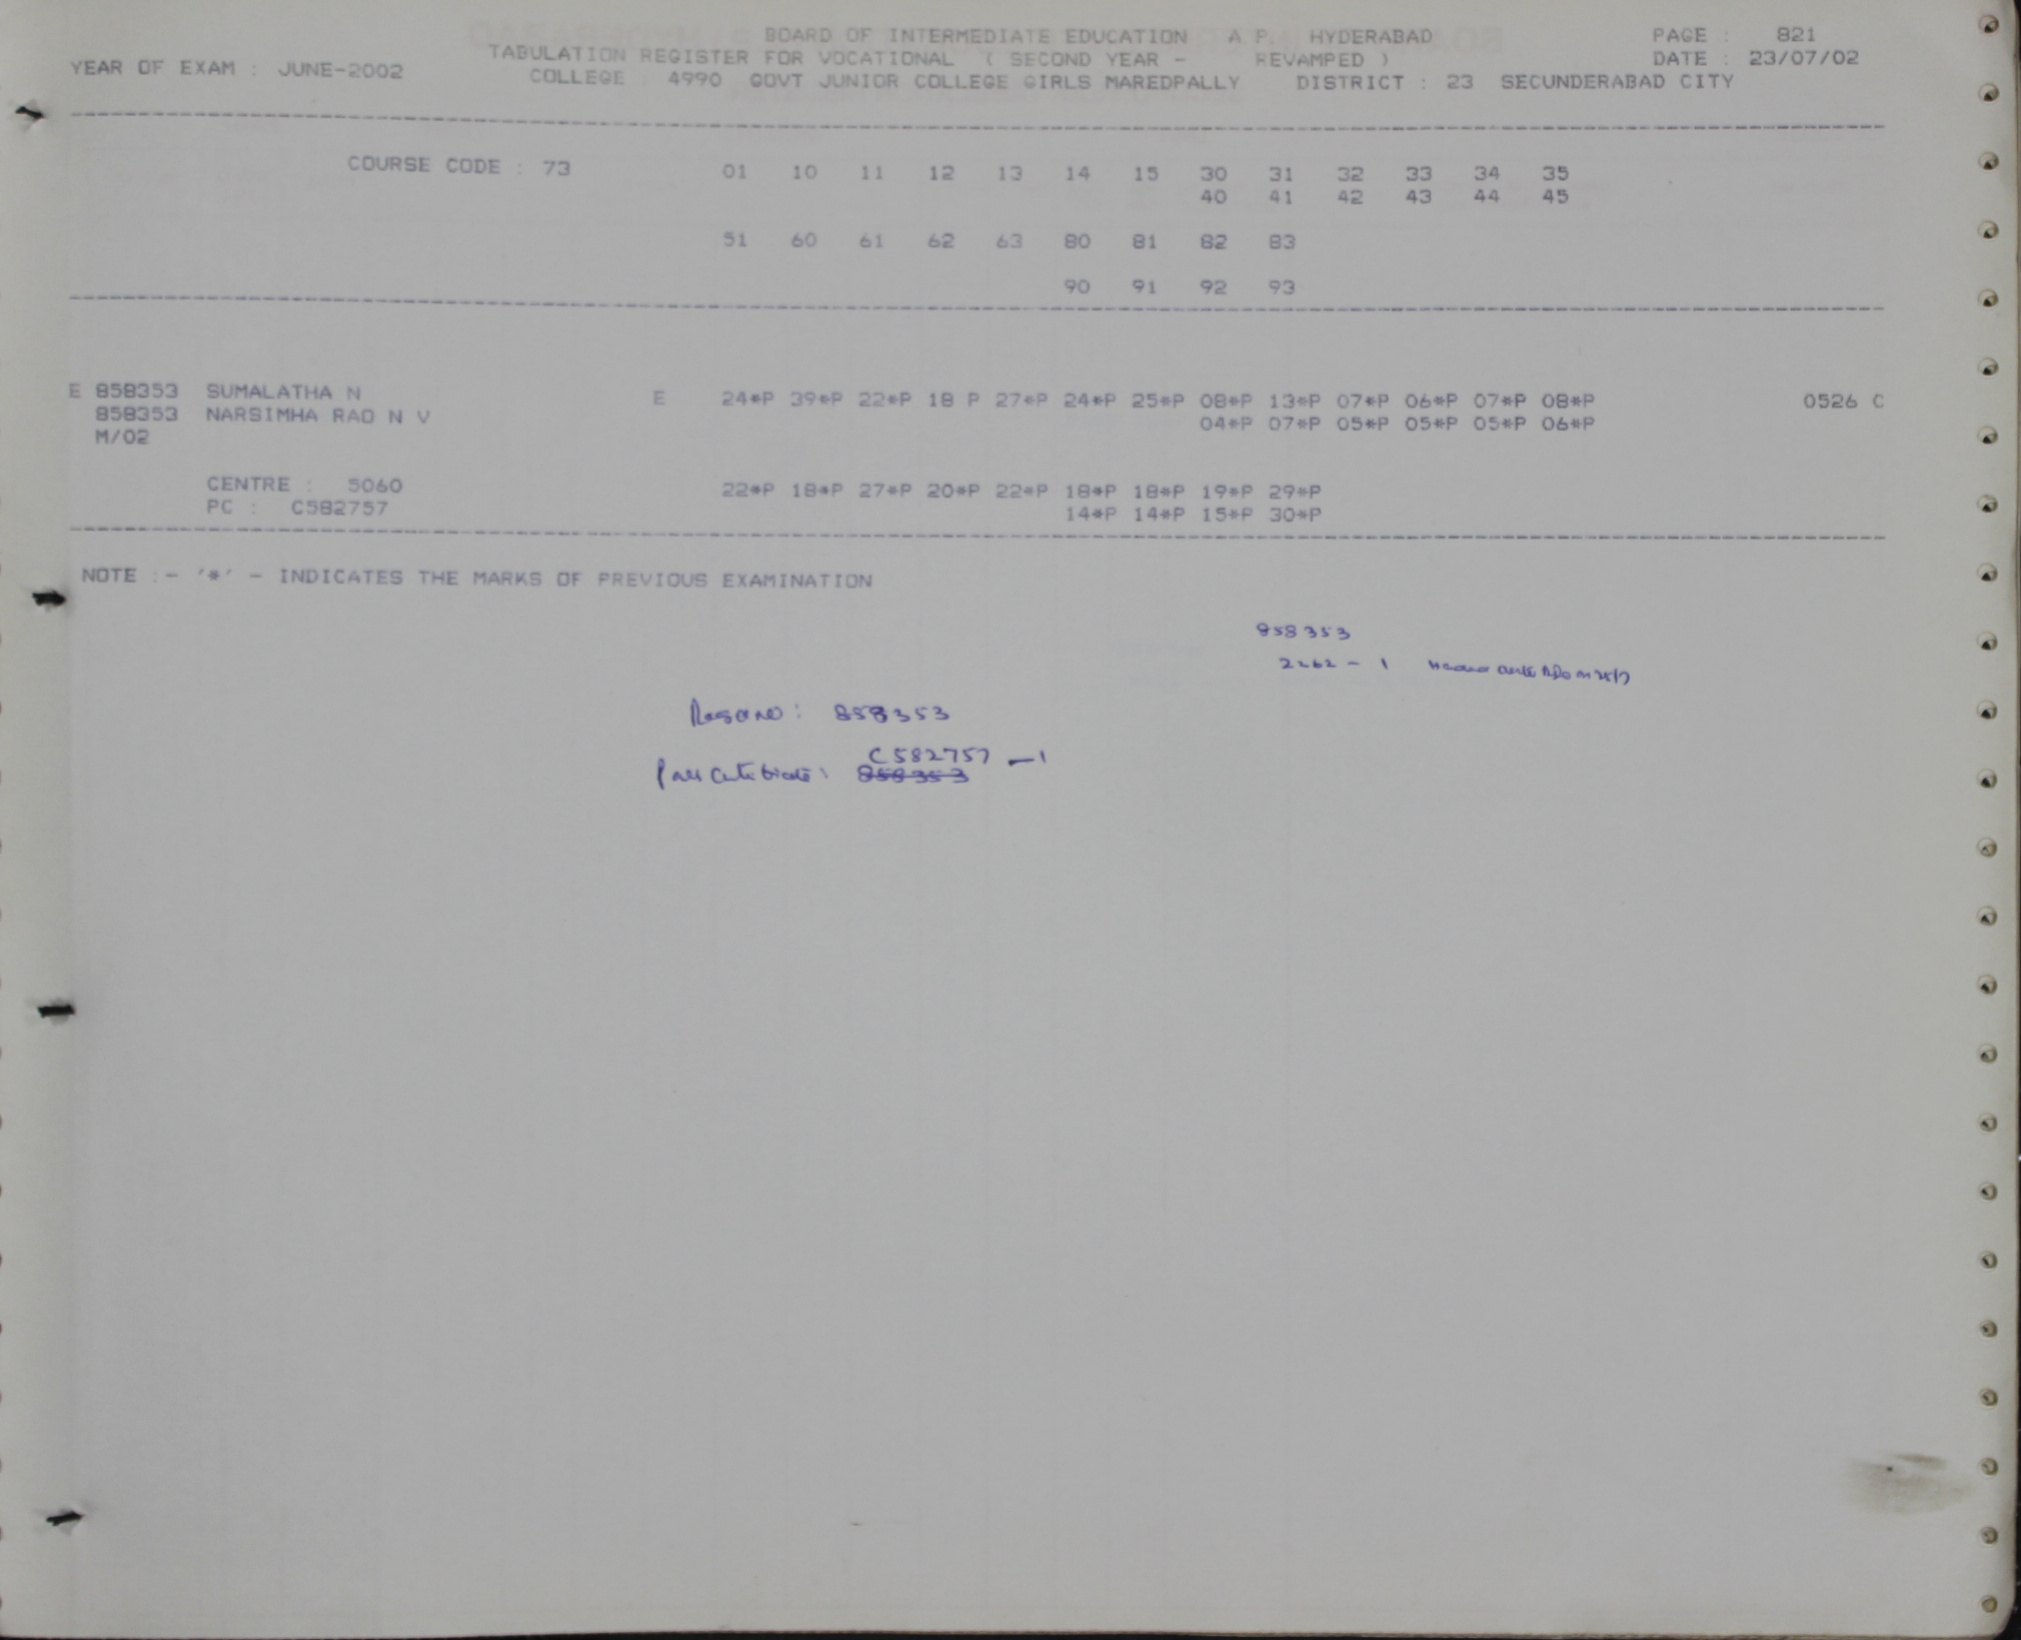 BOARD OF INTERMEDIATE EDUCATION A P. HYDERABAD PAGE : 821
TABULATION REGISTER FOR VOCATIONAL ( SECOND YEAR - REVAMPED ) DATE : 23/07/02
YEAR OF EXAM : JUNE-2002 COLLEGE : 4990 GOVT JUNIOR COLLEGE GIRLS MAREDPALLY DISTRICT : 23 SECUNDERABAD CITY
COURSE CODE : 73 01 10 11 12 13 14 15 30 31 32 33 34 35
40 41 42 43 44 45
51 60 61 62 63 80 81 82 83
90 91 92 93
E 858353 SUMALATHA N E 24*P 39*P 22*P 18 P 27*P 24*P 25*P 08*P 13*P 07*P 06*P 07*P 08*P 0526 C
858353 NARSIMHA RAO N V 04*P 07*P 05*P 05*P 05*P 06*P
M/02
CENTRE : 5060 22*P 18*P 27*P 20*P 22*P 18*P 18*P 19*P 29*P
PC : C582757 14*P 14*P 15*P 30*P
NOTE :- '*' - INDICATES THE MARKS OF PREVIOUS EXAMINATION
858353
2262 - 1
: 858353
C582757 - 1
Pass : 858353